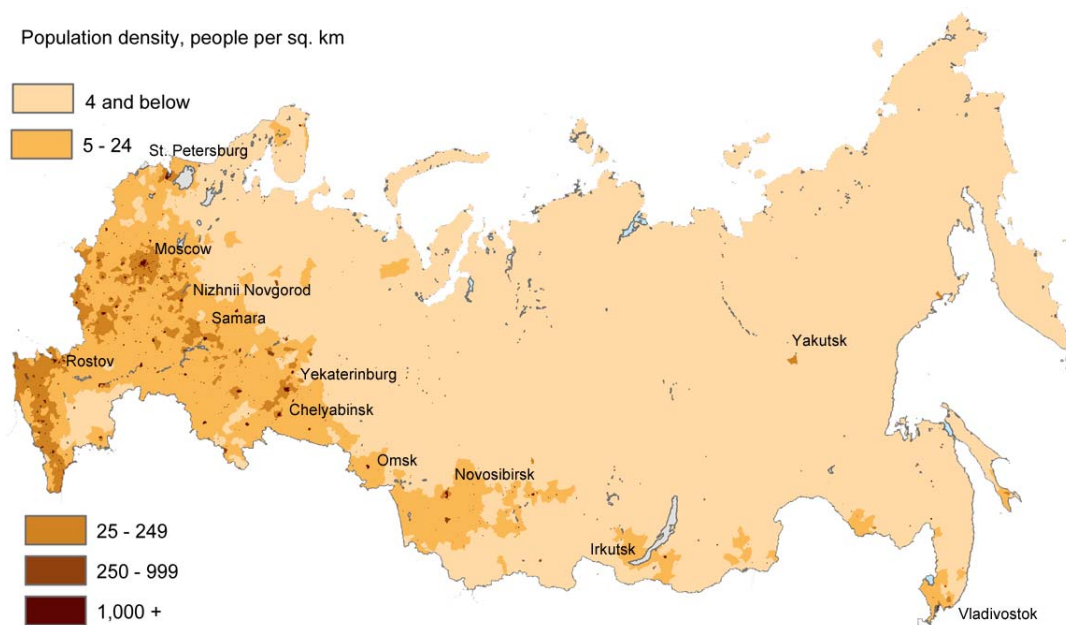 Population density, people per sq. km
4 and below
5 - 24
St. Petersburg
Moscow
Nizhnii Novgorod
Samara
Yakutsk
Rostov
Yekaterinburg
Chelyabinsk
Omsk
Novosibirsk
25 - 249
Irkutsk
250 - 999
1,000 +
Vladivostok